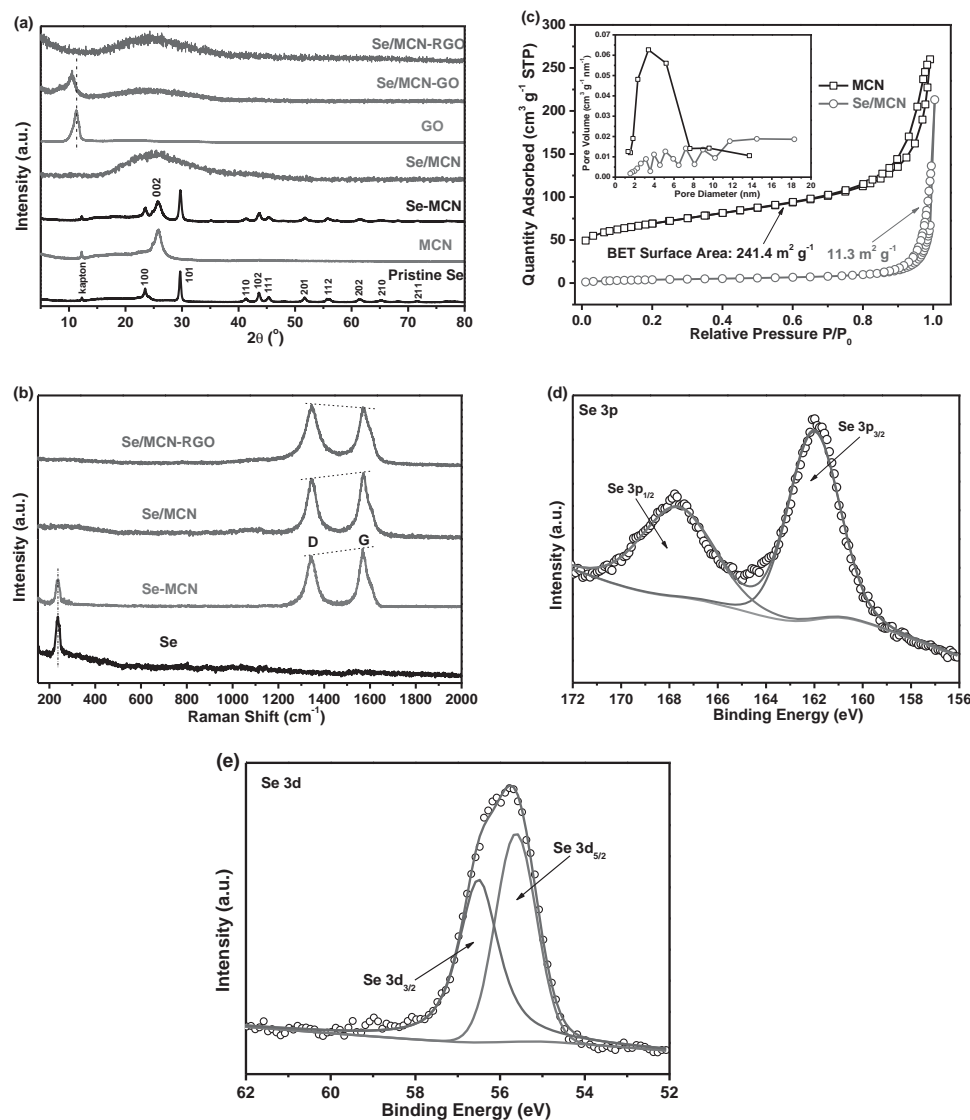 (a)
Se/MCN-RGO
Se/MCN-GO
GO
Se/MCN
002
Se-MCN
MCN
Pristine Se
kapton
100
101
110
102
111
201
112
202
210
211
Intensity (a.u.)
10 20 30 40 50 60 70 80
2θ (°)
(c)
300
275
250
225
200
175
150
125
100
75
50
25
0
Quantity Adsorbed (cm³ g⁻¹ STP)
0.07
0.06
0.05
0.04
0.03
0.02
0.01
0.00
Pore Volume (cm³ g⁻¹ nm⁻¹)
0 2 4 6 8 10 12 14 16 18 20
Pore Diameter (nm)
MCN
Se/MCN
BET Surface Area: 241.4 m² g⁻¹
11.3 m² g⁻¹
0.0 0.2 0.4 0.6 0.8 1.0
Relative Pressure P/P₀
(b)
Se/MCN-RGO
Se/MCN
D G
Se-MCN
Se
Intensity (a.u.)
200 400 600 800 1000 1200 1400 1600 1800 2000
Raman Shift (cm⁻¹)
(d)
Se 3p
Se 3p₃/₂
Se 3p₁/₂
Intensity (a.u.)
172 170 168 166 164 162 160 158 156
Binding Energy (eV)
(e)
Se 3d
Se 3d₅/₂
Se 3d₃/₂
Intensity (a.u.)
62 60 58 56 54 52
Binding Energy (eV)